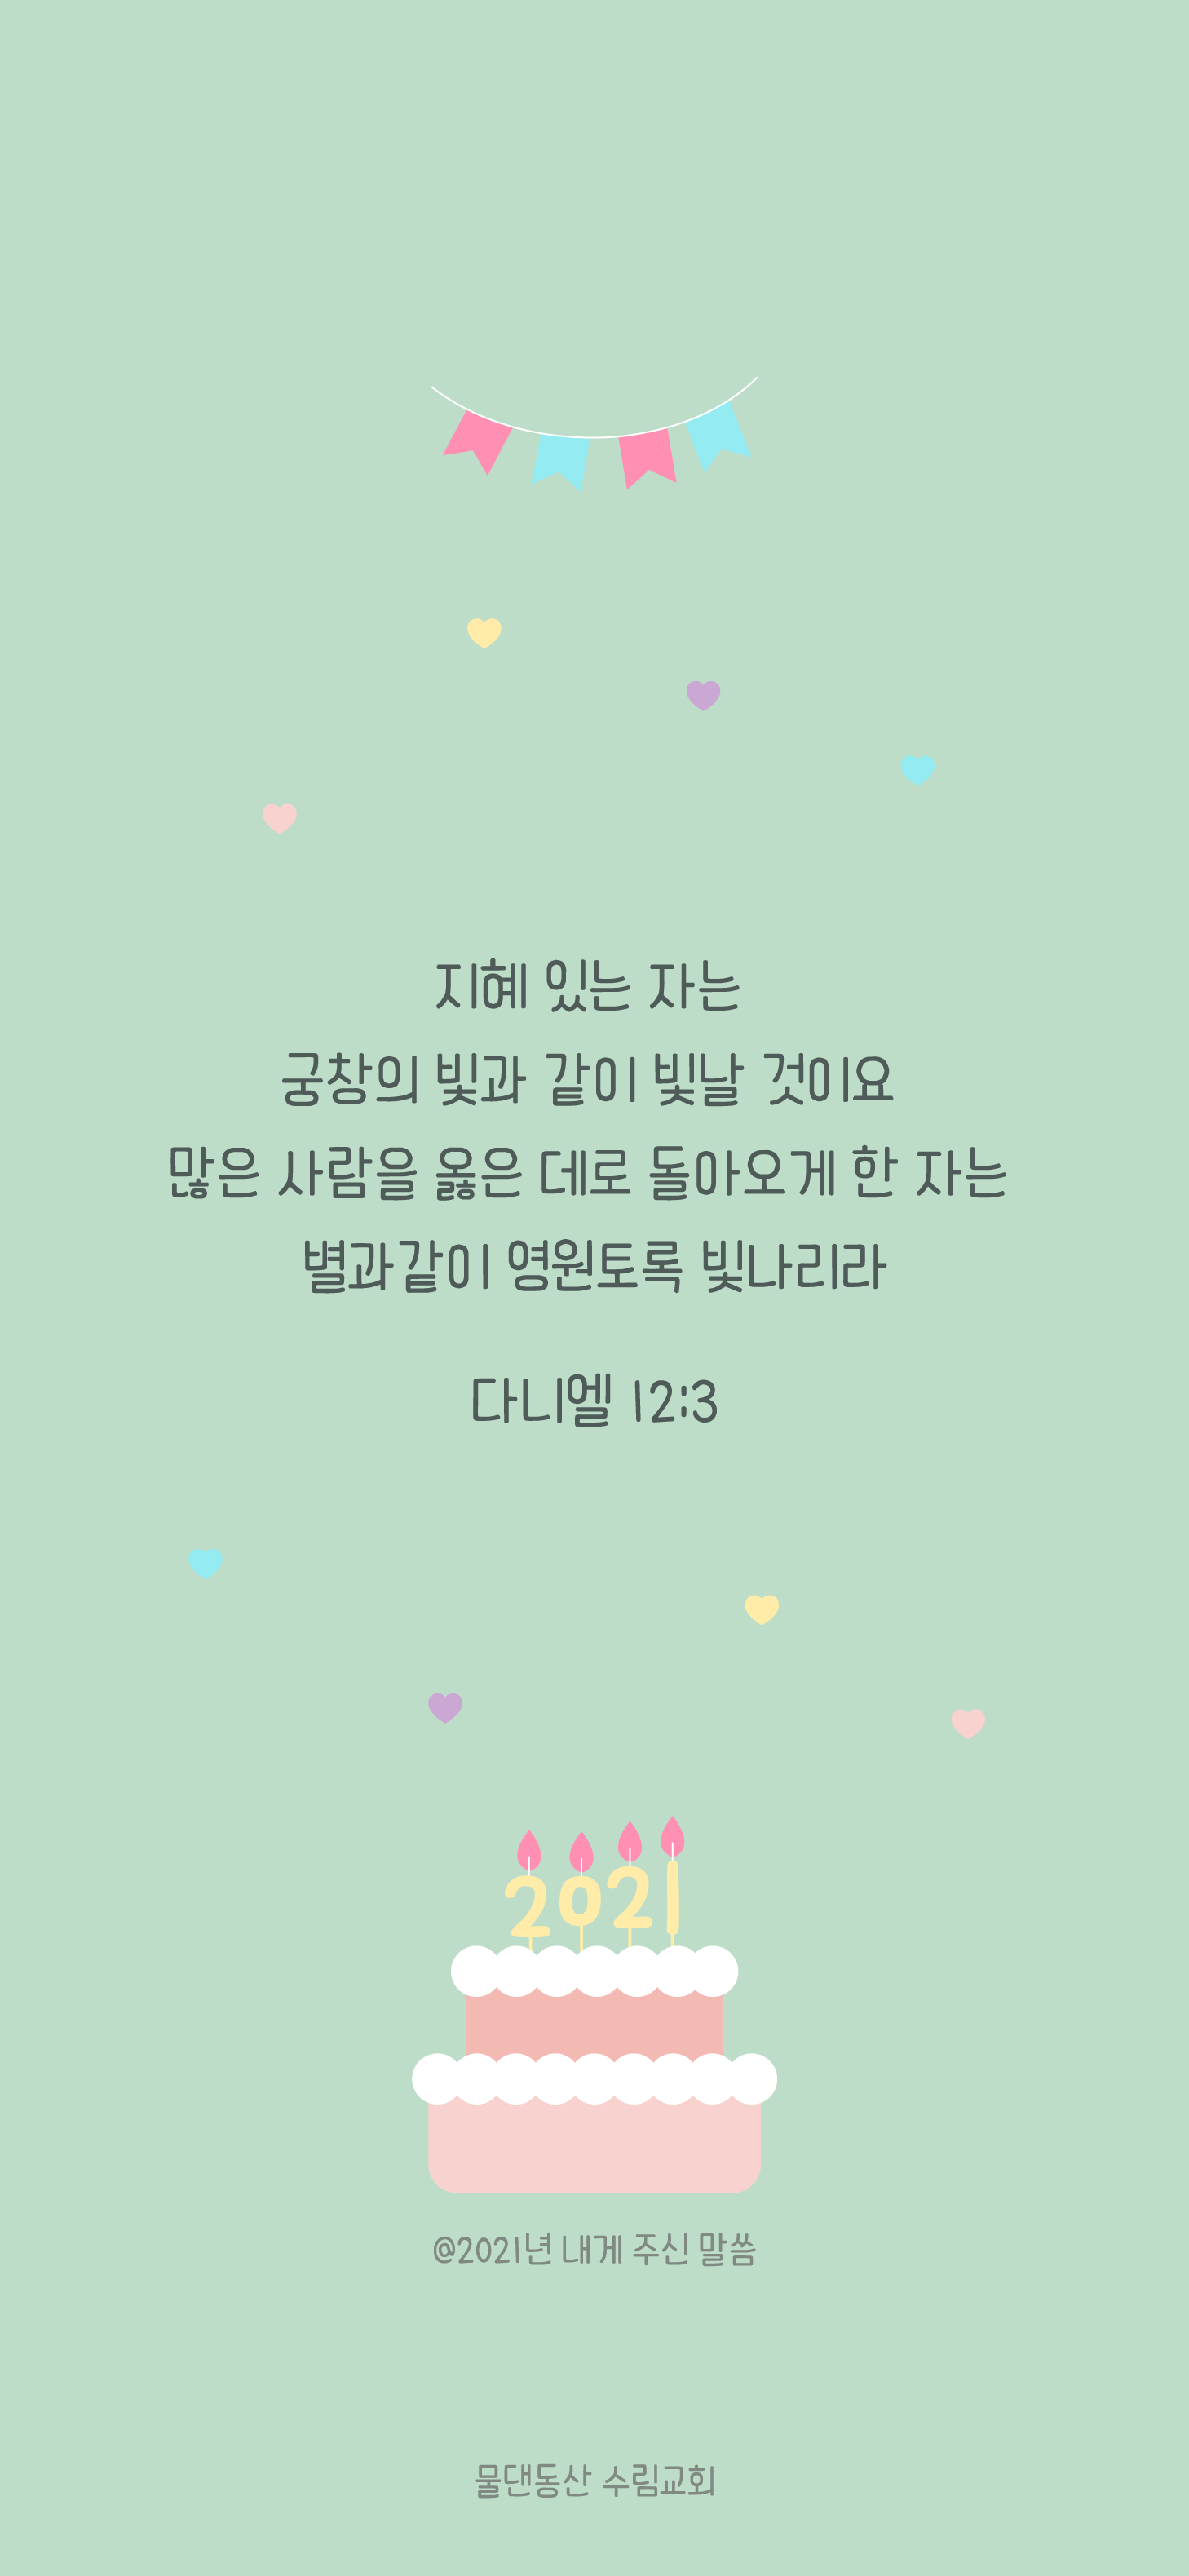 지혜 있는 자는
궁창의 빛과 같이 빛날 것이요
많은 사람을 옳은 데로 돌아오게 한 자는
별과같이 영원토록 빛나리라
다니엘 12:3
2021
@2021년 내게 주신 말씀
물댄동산 수림교회